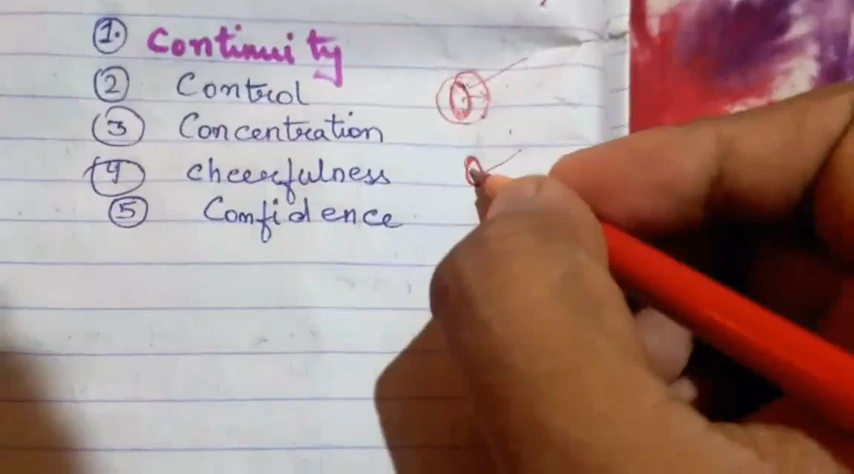 1. Continuity
2 Control
3 Concentration
4 cheerfulness
5 Confidence